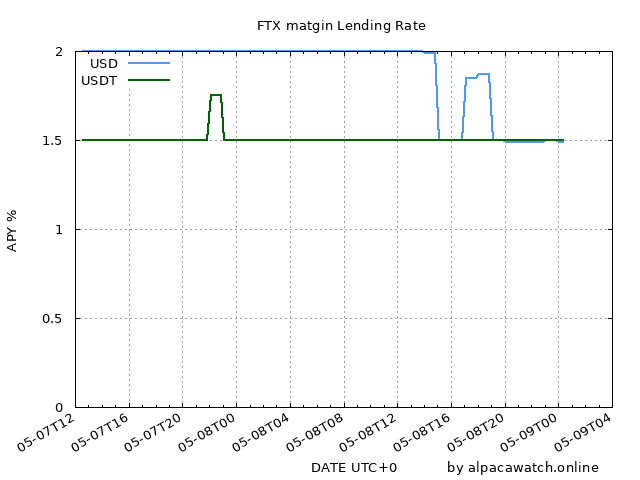 FTX matgin Lending Rate
2
USD
USDT
1.5
1
0.5
0
APY %
05-07T12
05-07T16
05-07T20
05-08T00
05-08T04
05-08T08
05-08T12
05-08T16
05-08T20
05-09T00
05-09T04
DATE UTC+0
by alpacawatch.online